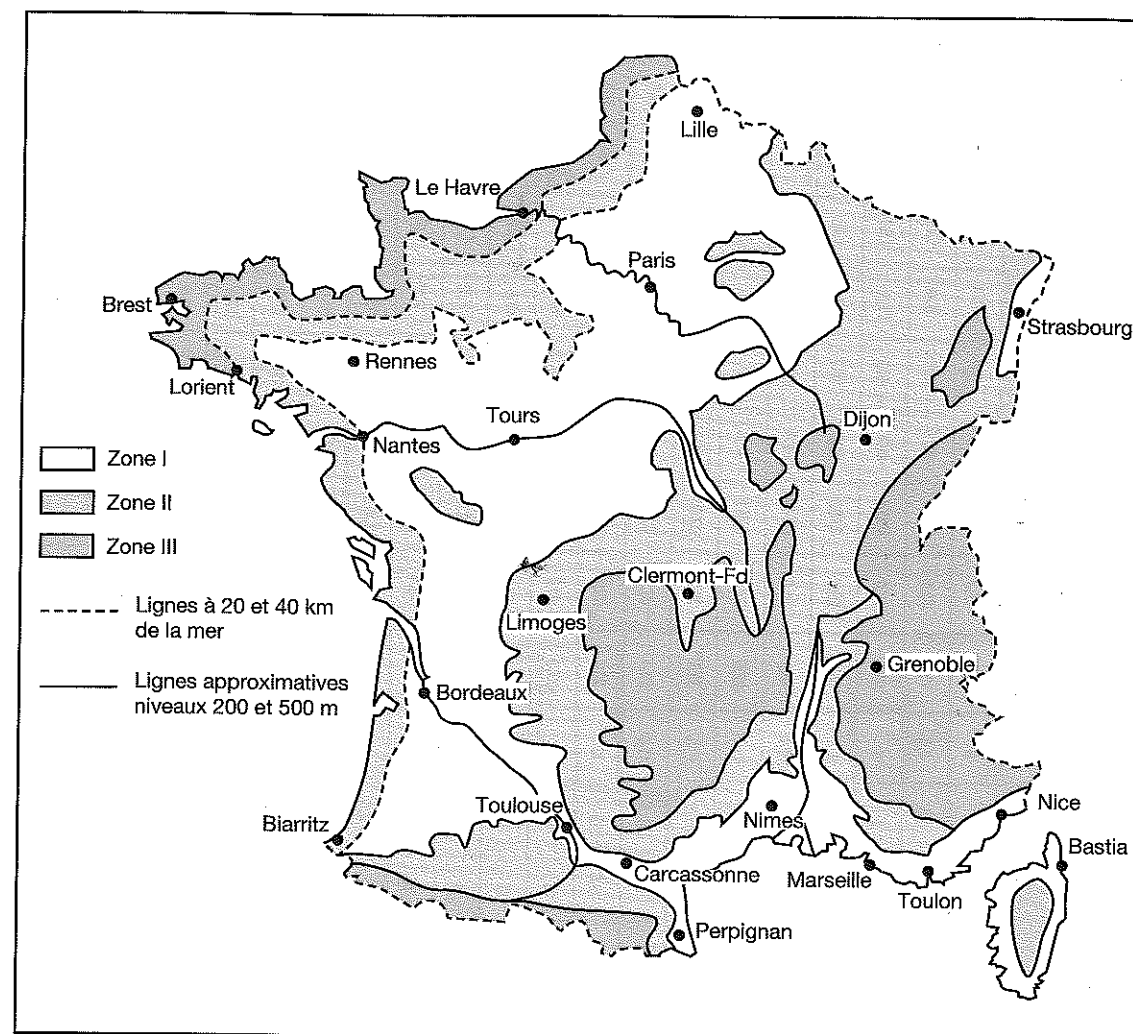 Lille
Le Havre
Paris
Brest
Strasbourg
Rennes
Lorient
Tours
Dijon
Nantes
Zone I
Zone II
Zone III
Clermont-Fd
Limoges
Lignes à 20 et 40 km
de la mer
Grenoble
Lignes approximatives
niveaux 200 et 500 m
Bordeaux
Toulouse
Nimes
Nice
Biarritz
Bastia
Carcassonne
Marseille
Toulon
Perpignan